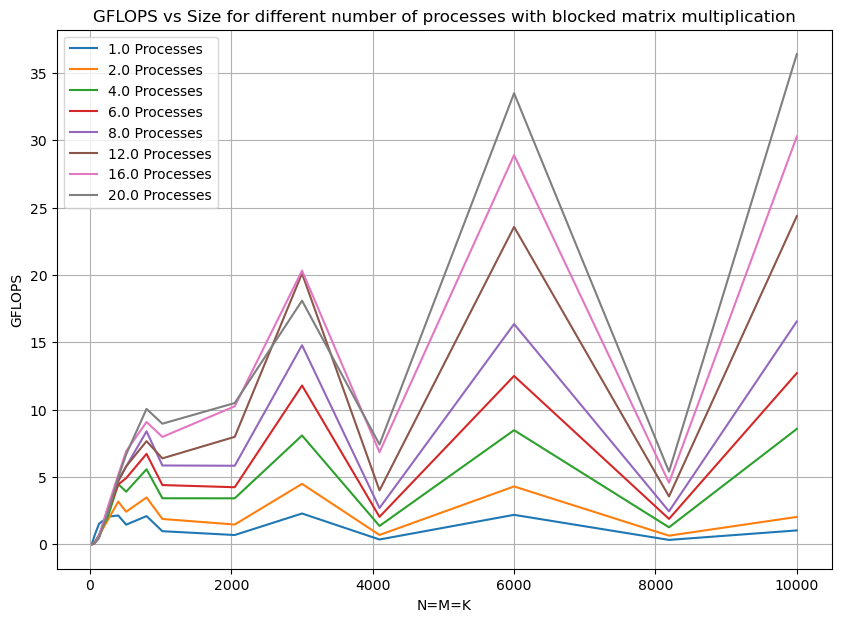 GFLOPS vs Size for different number of processes with blocked matrix multiplication
1.0 Processes
2.0 Processes
4.0 Processes
6.0 Processes
8.0 Processes
12.0 Processes
16.0 Processes
20.0 Processes
GFLOPS
35
30
25
20
15
10
5
0
0 2000 4000 6000 8000 10000
N=M=K